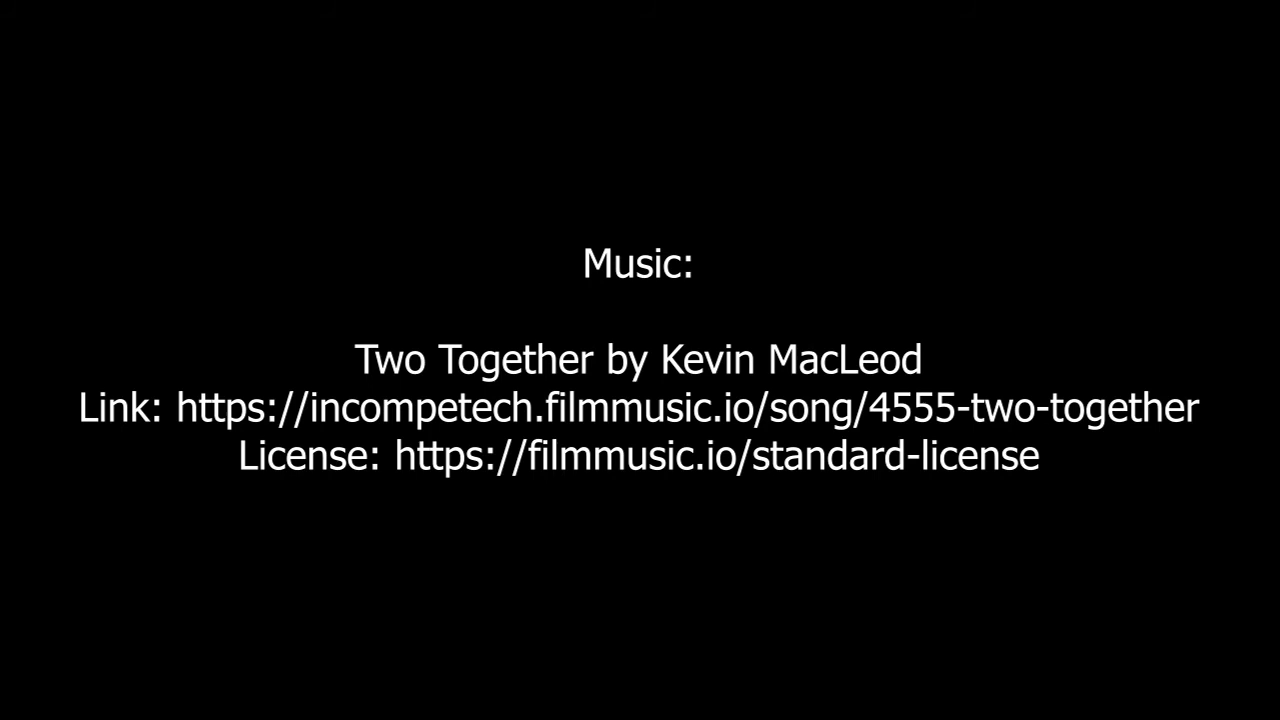 Music:
Two Together by Kevin MacLeod
Link: https://incompetech.filmmusic.io/song/4555-two-together
License: https://filmmusic.io/standard-license